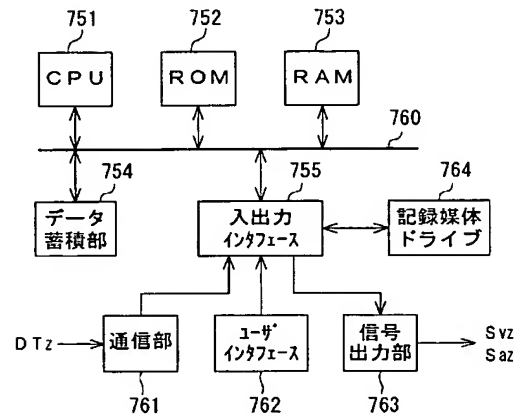 751
752
753
CPU
ROM
RAM
760
754
755
764
データ
蓄積部
入出力
インタフェース
記録媒体
ドライブ
DTz
通信部
ユーザ
インタフェース
信号
出力部
Svz
Saz
761
762
763